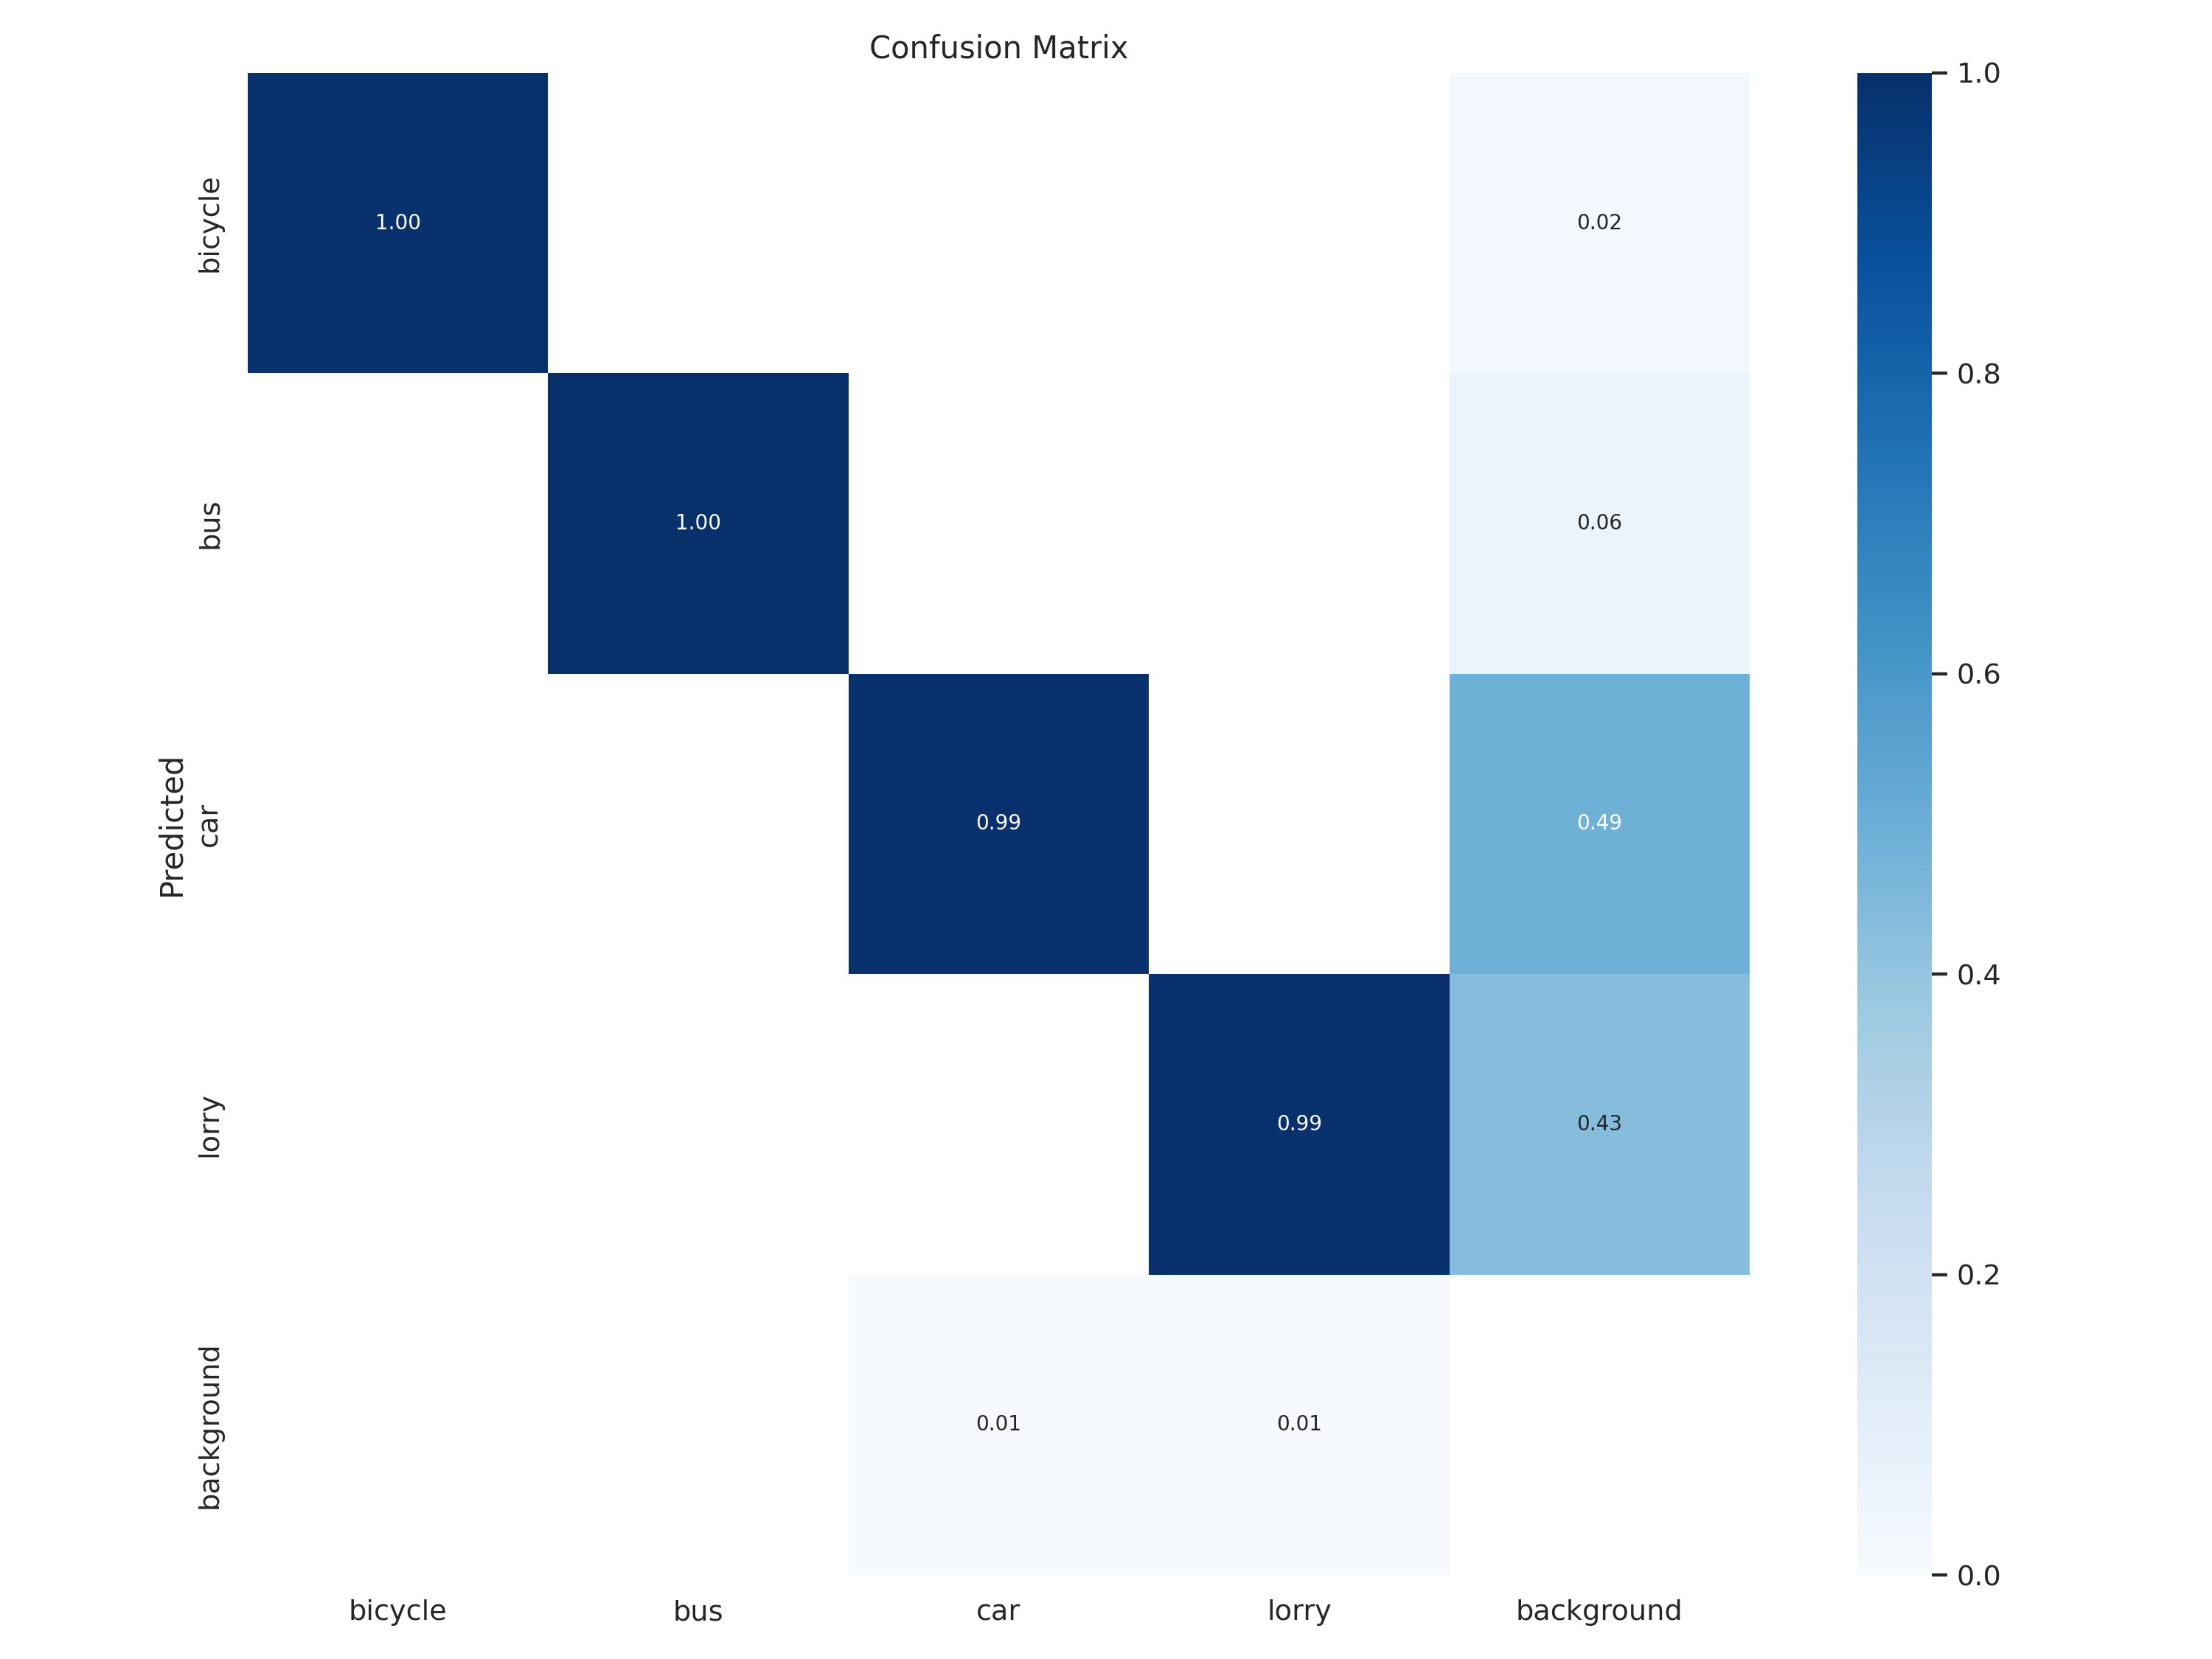 Confusion Matrix
1.0
bicycle
1.00
0.02
0.8
bus
1.00
0.06
0.6
Predicted
car
0.99
0.49
0.4
lorry
0.99
0.43
0.2
background
0.01
0.01
0.0
bicycle
bus
car
lorry
background